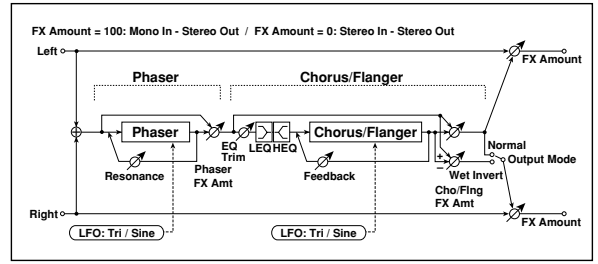 FX Amount = 100: Mono In - Stereo Out / FX Amount = 0: Stereo In - Stereo Out
Left
FX Amount
Phaser
Chorus/Flanger
Phaser
EQ
Trim
LEQ
HEQ
Chorus/Flanger
Normal
Output Mode
Resonance
Phaser
FX Amt
Feedback
+
−
Wet Invert
Cho/Flng
FX Amt
Right
FX Amount
LFO: Tri / Sine
LFO: Tri / Sine